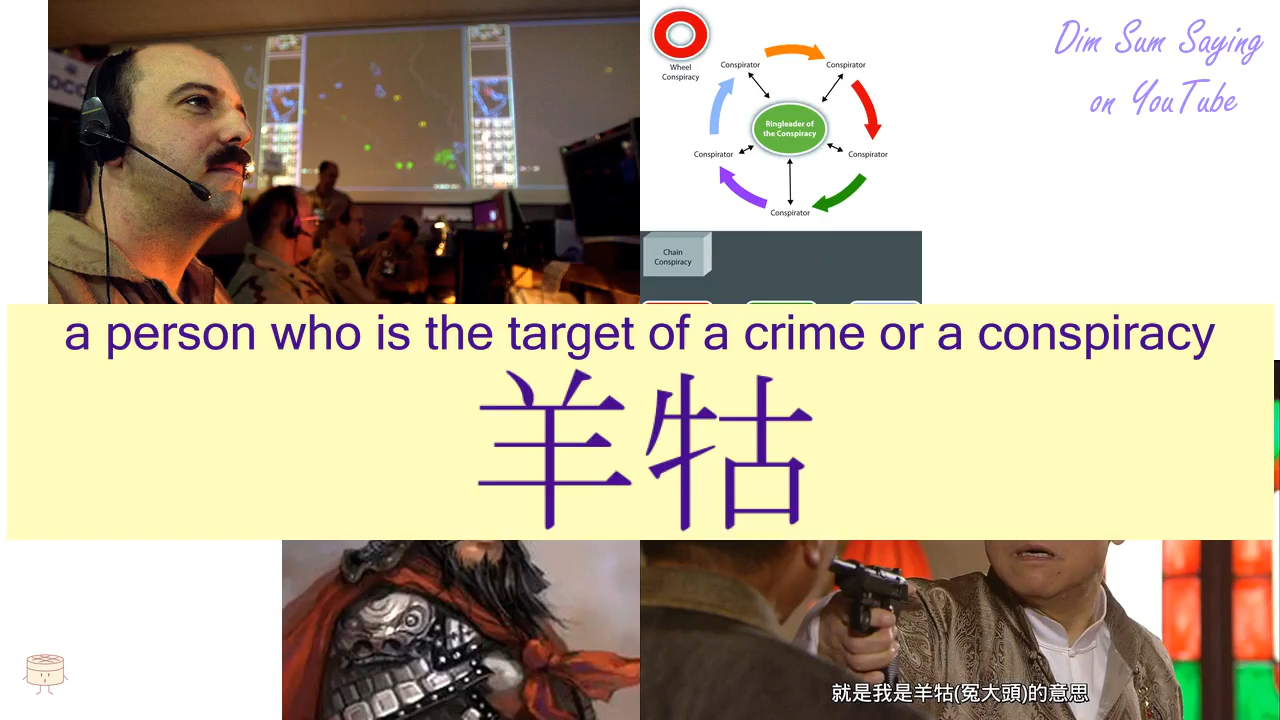 Dim Sum Saying
on YouTube
Wheel
Conspiracy
Conspirator
Conspirator
Ringleader of
the Conspiracy
Conspirator
Conspirator
Conspirator
Chain
Conspiracy
a person who is the target of a crime or a conspiracy
羊牯
就是我是羊牯(冤大頭)的意思